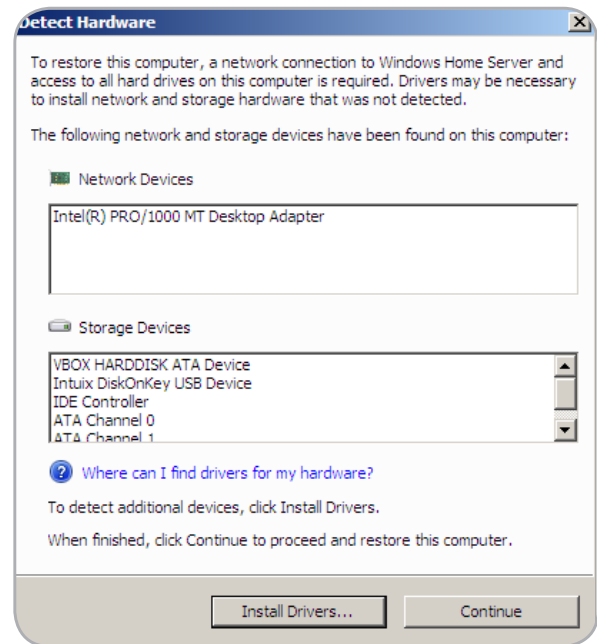 Detect Hardware
To restore this computer, a network connection to Windows Home Server and
access to all hard drives on this computer is required. Drivers may be necessary
to install network and storage hardware that was not detected.
The following network and storage devices have been found on this computer:
Network Devices
Intel(R) PRO/1000 MT Desktop Adapter
Storage Devices
VBOX HARDDISK ATA Device
Intuix DiskOnKey USB Device
IDE Controller
ATA Channel 0
ATA Channel 1
Where can I find drivers for my hardware?
To detect additional devices, click Install Drivers.
When finished, click Continue to proceed and restore this computer.
Install Drivers...
Continue